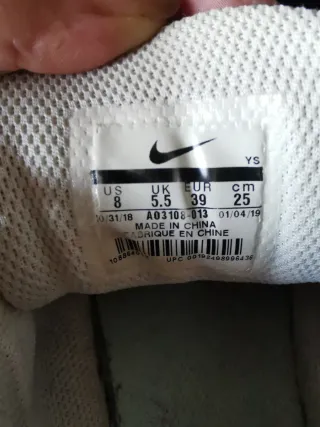 YS
US UK EUR cm
8 5.5 39 25
10/31/18 AO3108-013 01/04/19
MADE IN CHINA
FABRIQUE EN CHINE
UPC